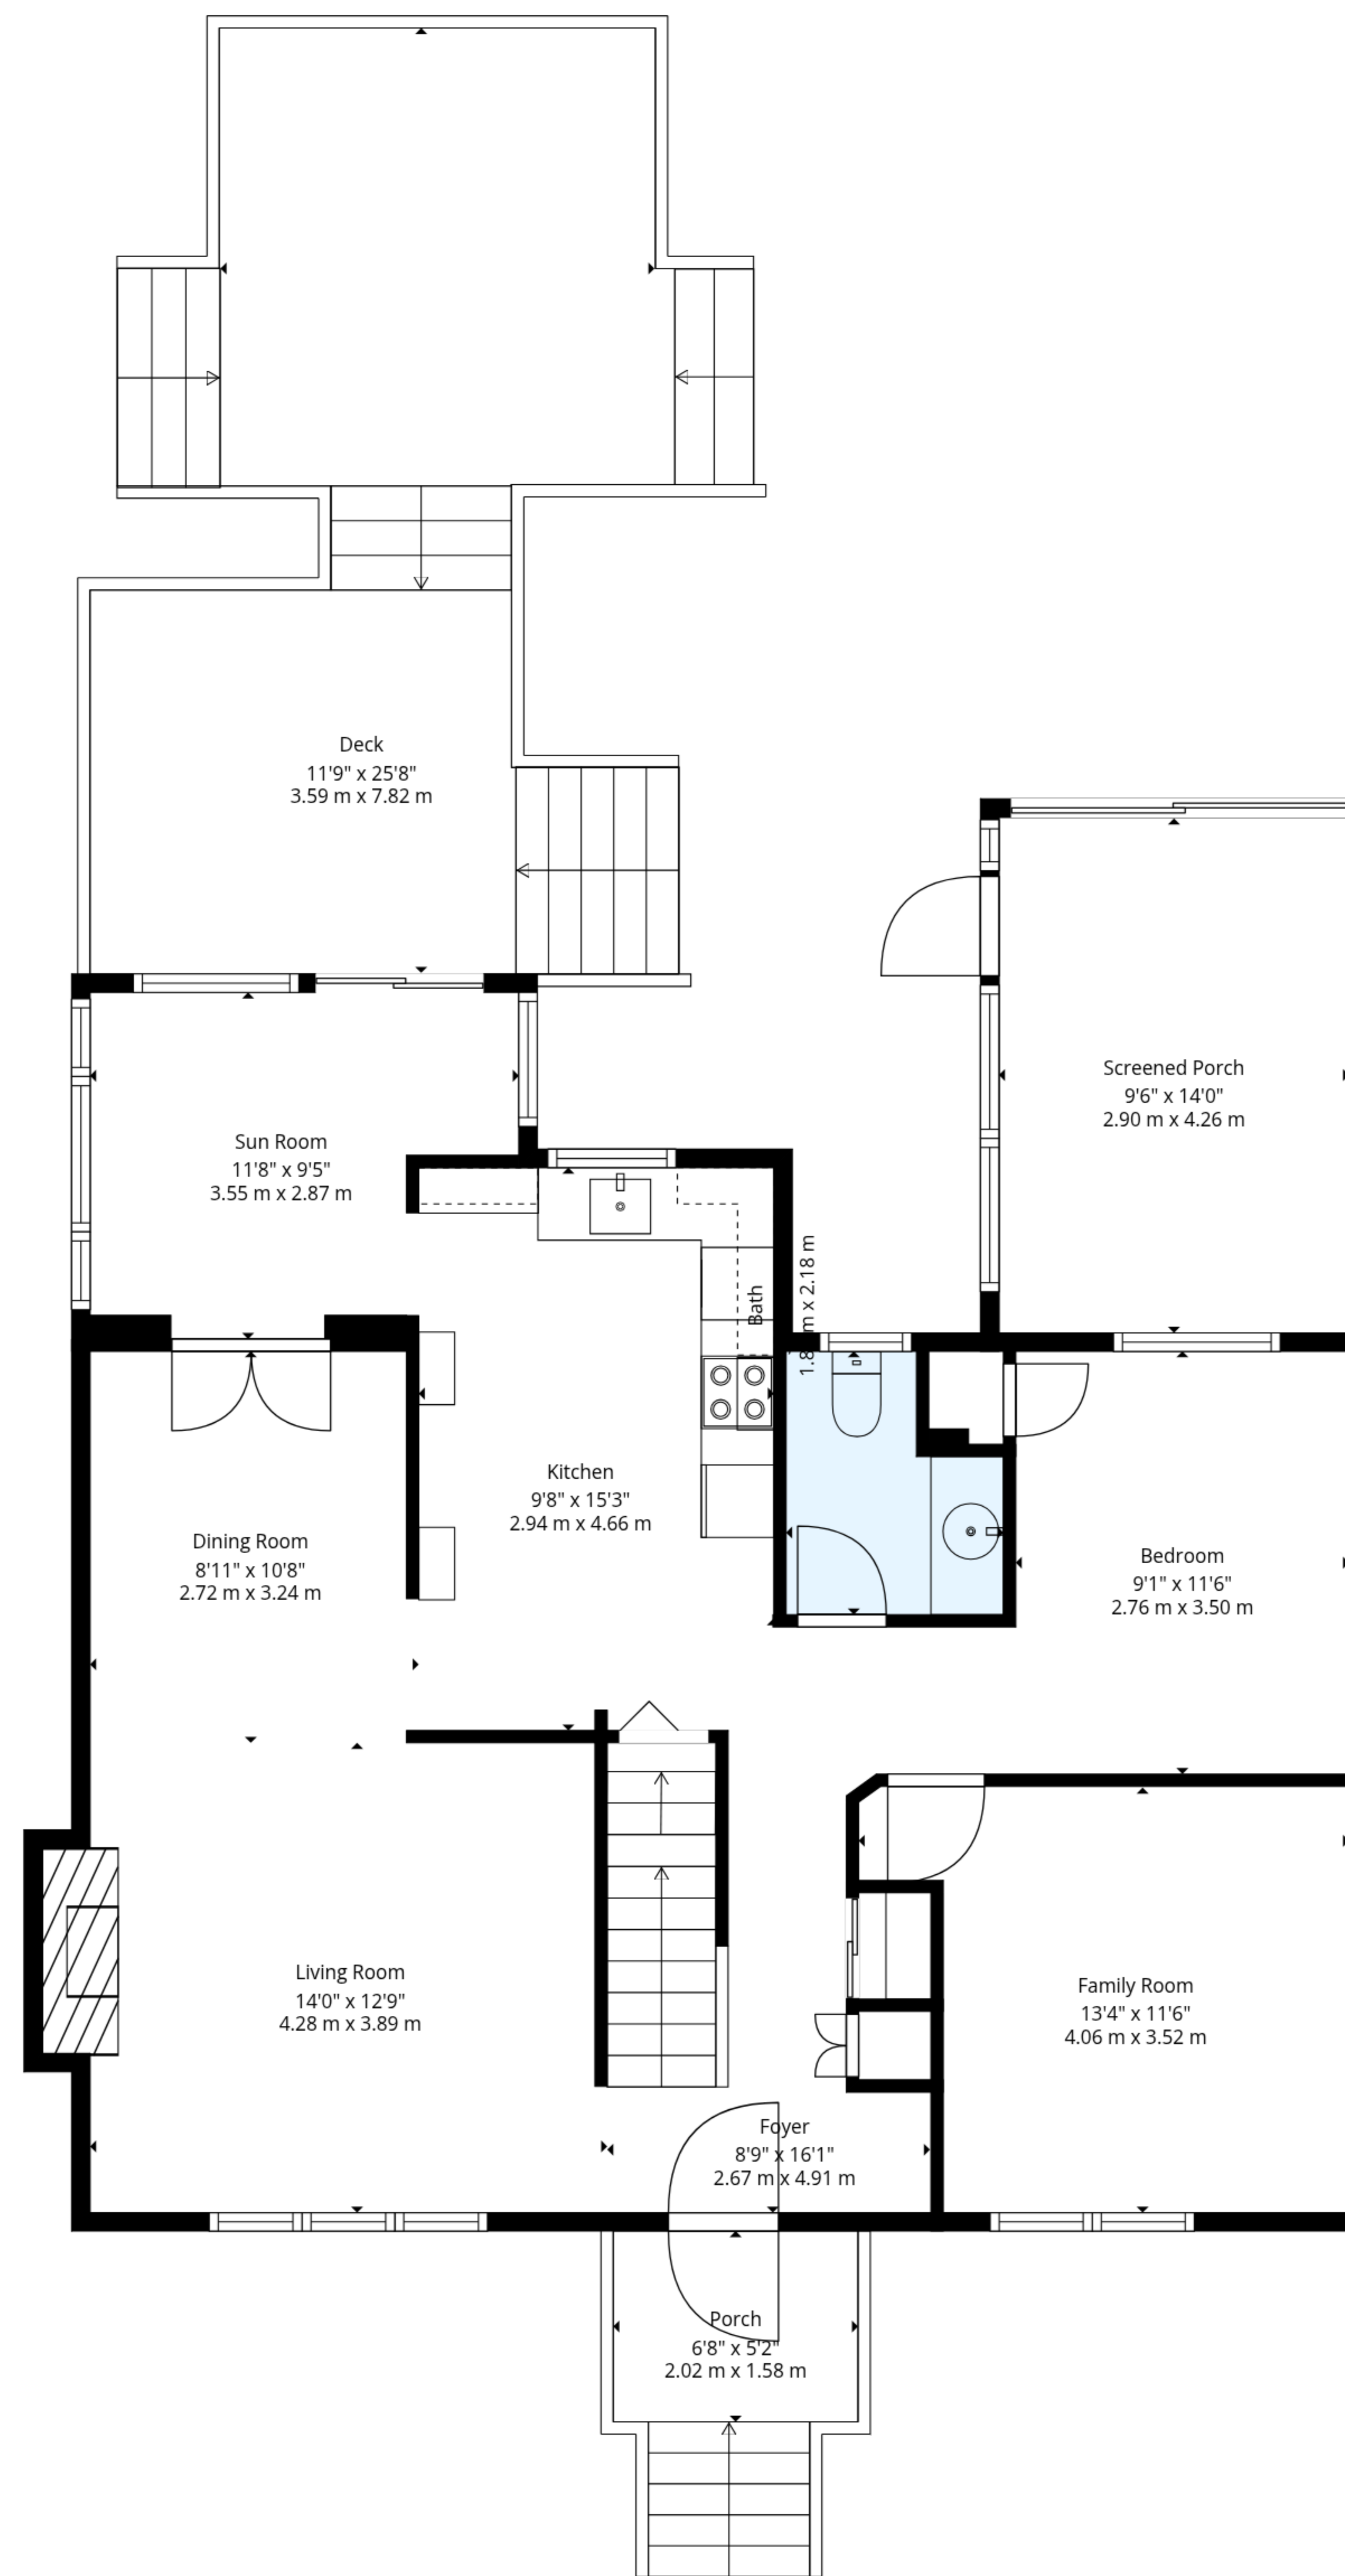 Deck
11'9" x 25'8"
3.59 m x 7.82 m
Screened Porch
9'6" x 14'0"
2.90 m x 4.26 m
Sun Room
11'8" x 9'5"
3.55 m x 2.87 m
Bath
m x 2.18 m
Kitchen
9'8" x 15'3"
2.94 m x 4.66 m
Dining Room
8'11" x 10'8"
2.72 m x 3.24 m
Bedroom
9'1" x 11'6"
2.76 m x 3.50 m
Living Room
14'0" x 12'9"
4.28 m x 3.89 m
Family Room
13'4" x 11'6"
4.06 m x 3.52 m
Foyer
8'9" x 16'1"
2.67 m x 4.91 m
Porch
6'8" x 5'2"
2.02 m x 1.58 m